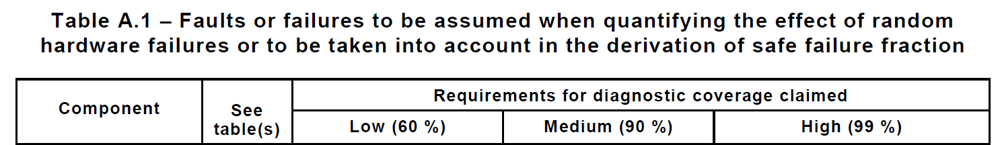 Table A.1 – Faults or failures to be assumed when quantifying the effect of random
hardware failures or to be taken into account in the derivation of safe failure fraction
Component
See
table(s)
Requirements for diagnostic coverage claimed
Low (60 %)
Medium (90 %)
High (99 %)